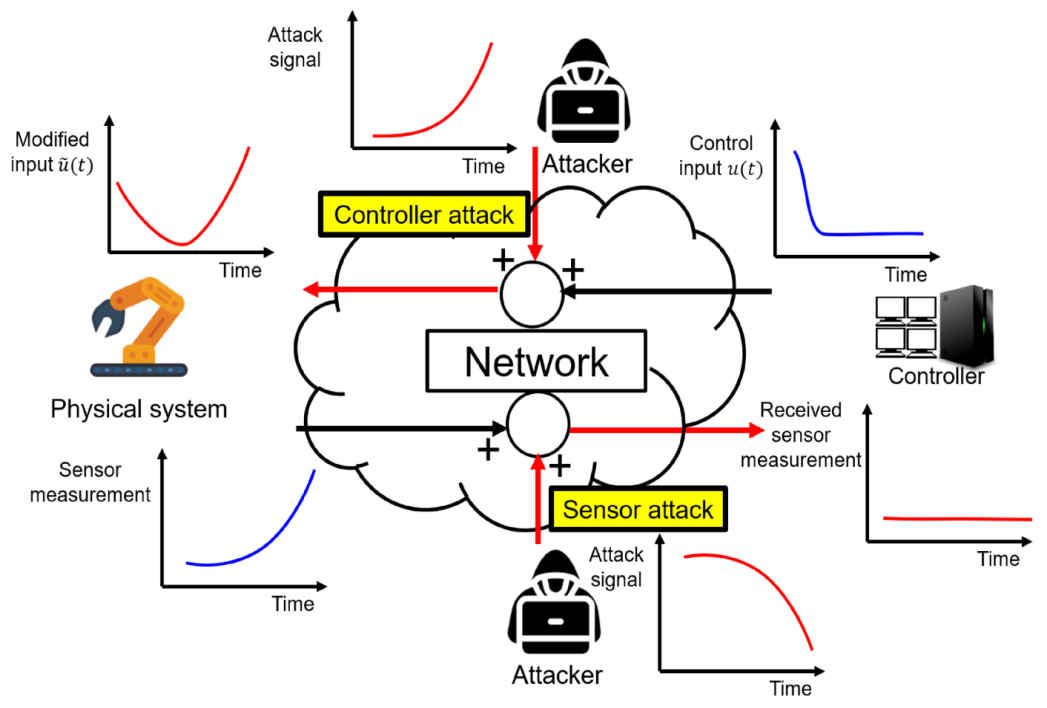 Attack
signal
Time
Attacker
Modified
input ũ(t)
Time
Control
input u(t)
Time
Controller attack
+
+
Network
Physical system
Controller
+
+
Received
sensor
measurement
Time
Sensor
measurement
Time
Sensor attack
Attack
signal
Time
Attacker